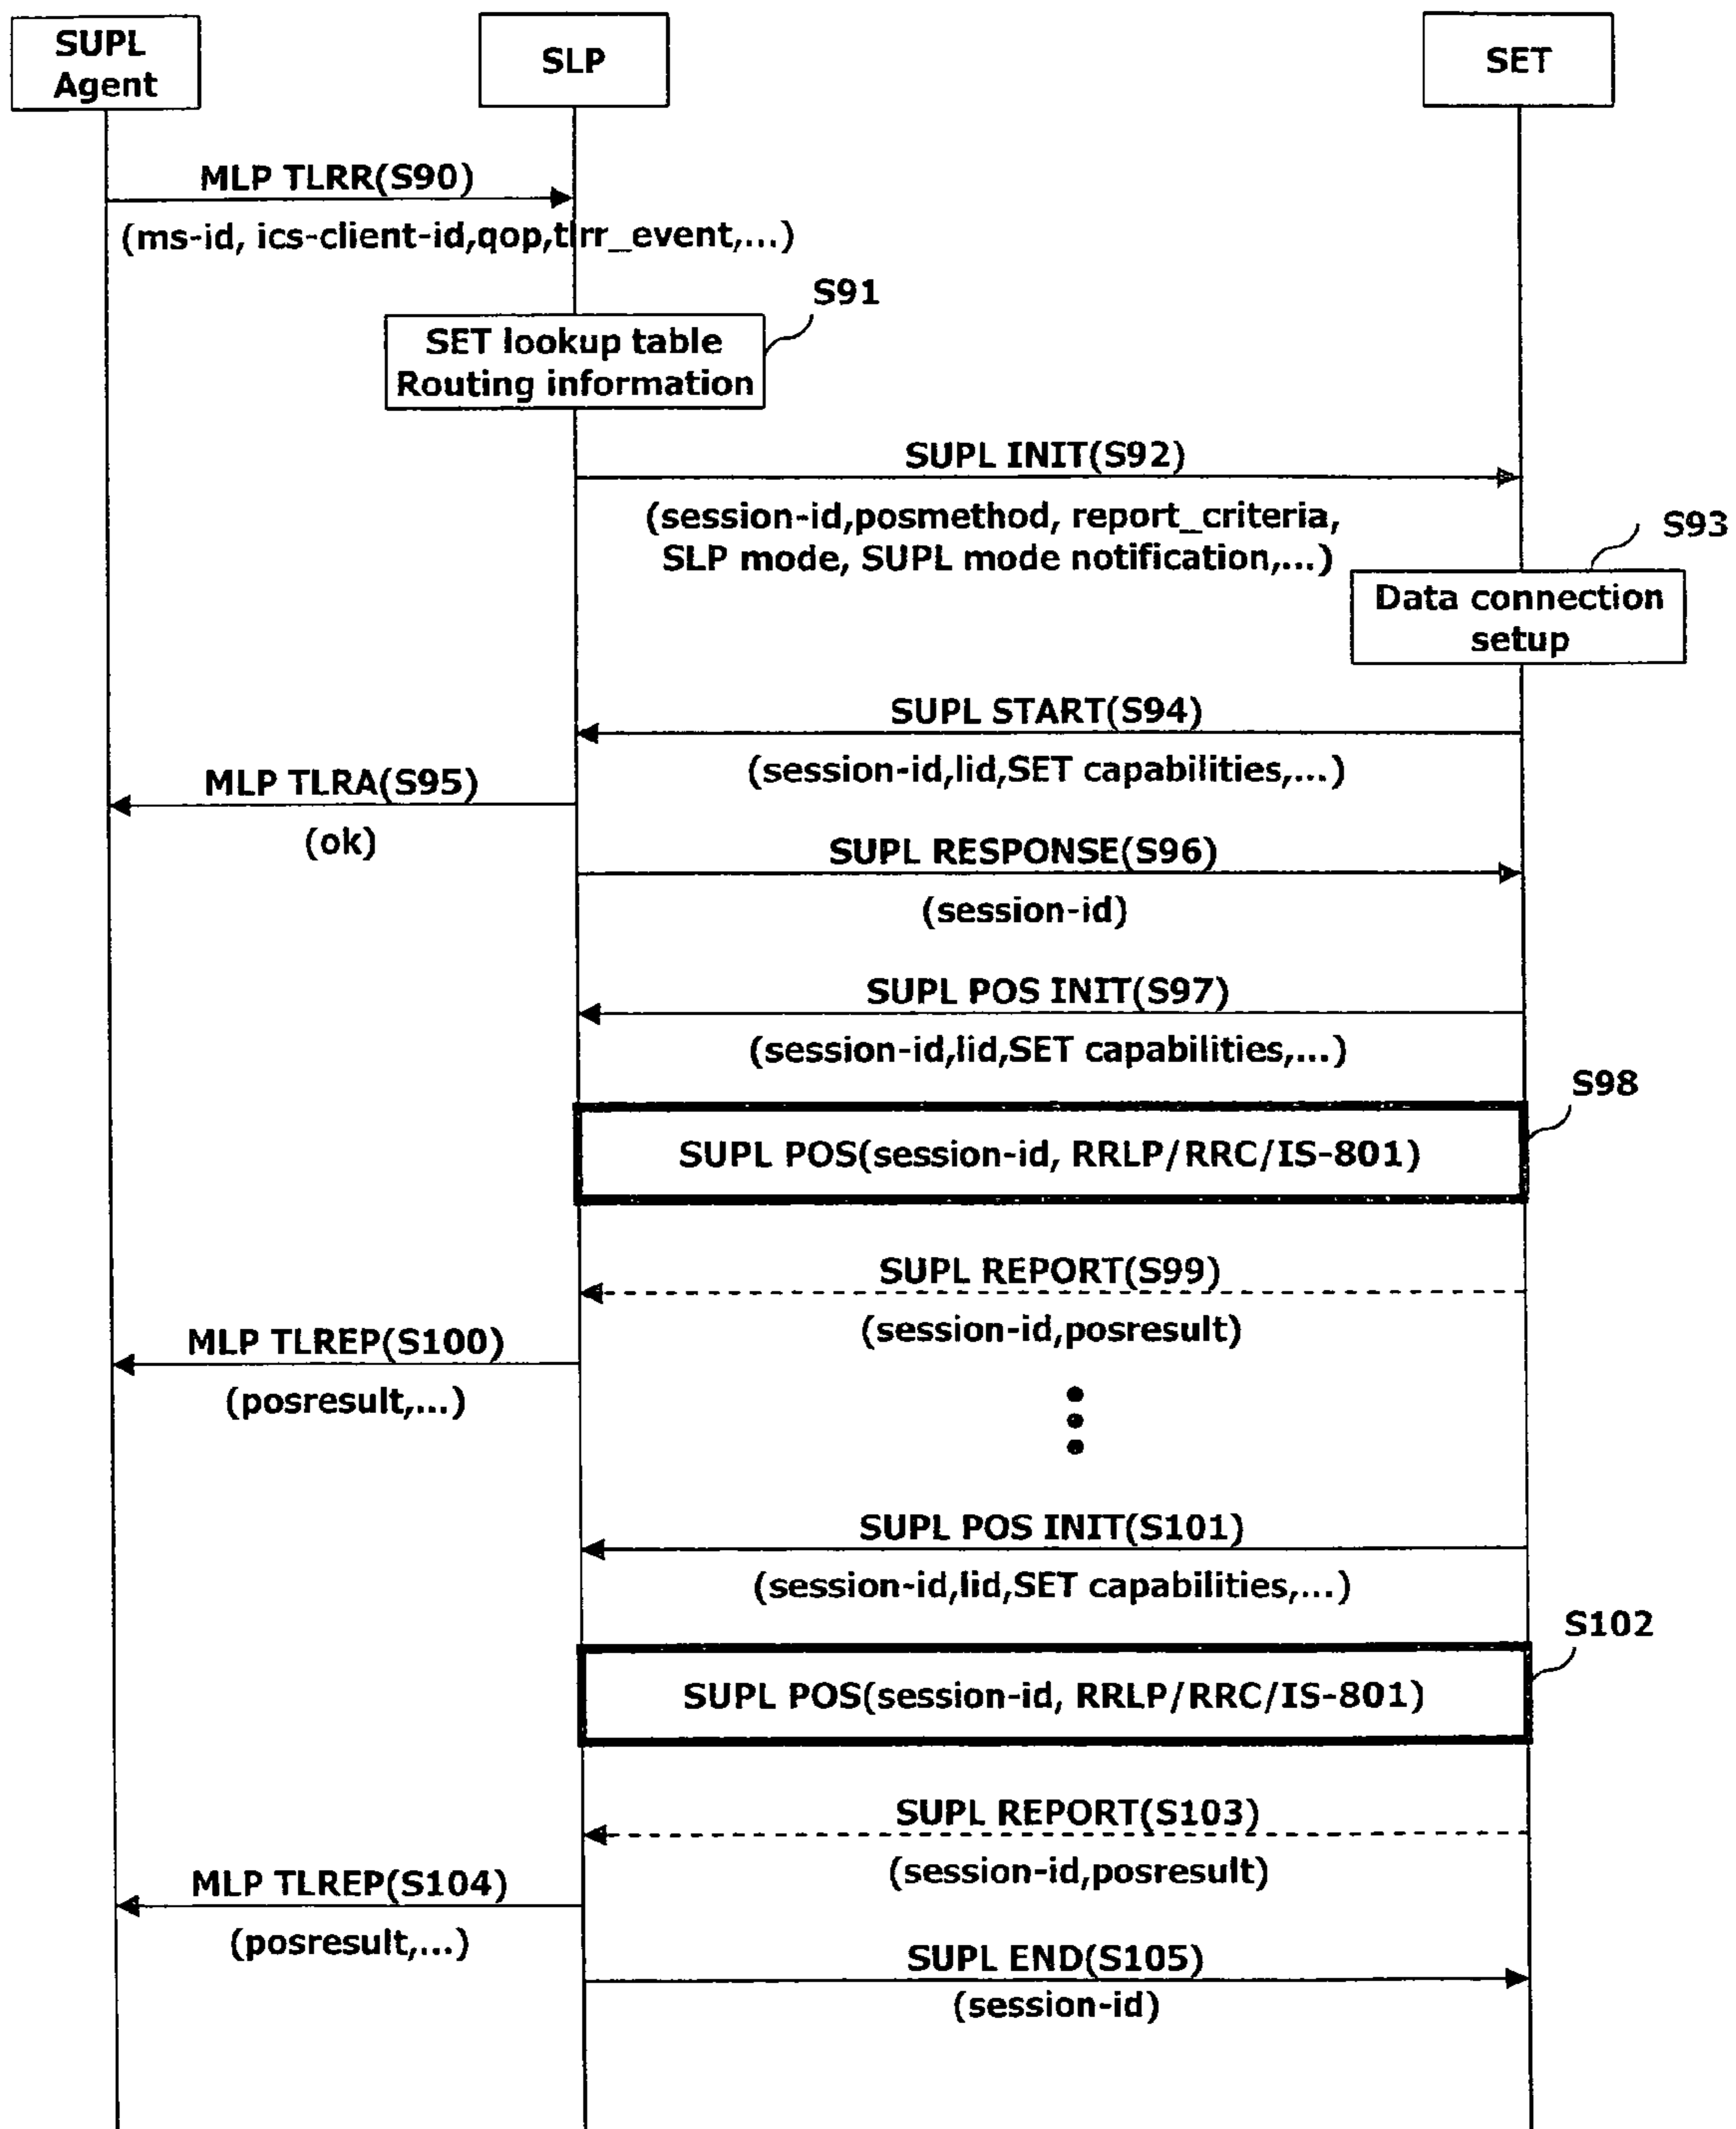 SUPL
Agent
SLP
SET
MLP TLRR(S90)
(ms-id, ics-client-id,qop,tlrr_event,...)
S91
SET lookup table
Routing information
SUPL INIT(S92)
(session-id,posmethod, report_criteria,
SLP mode, SUPL mode notification,...)
S93
Data connection
setup
SUPL START(S94)
(session-id,lid,SET capabilities,...)
MLP TLRA(S95)
(ok)
SUPL RESPONSE(S96)
(session-id)
SUPL POS INIT(S97)
(session-id,lid,SET capabilities,...)
S98
SUPL POS(session-id, RRLP/RRC/IS-801)
SUPL REPORT(S99)
(session-id,posresult)
MLP TLREP(S100)
(posresult,...)
SUPL POS INIT(S101)
(session-id,lid,SET capabilities,...)
S102
SUPL POS(session-id, RRLP/RRC/IS-801)
SUPL REPORT(S103)
(session-id,posresult)
MLP TLREP(S104)
(posresult,...)
SUPL END(S105)
(session-id)